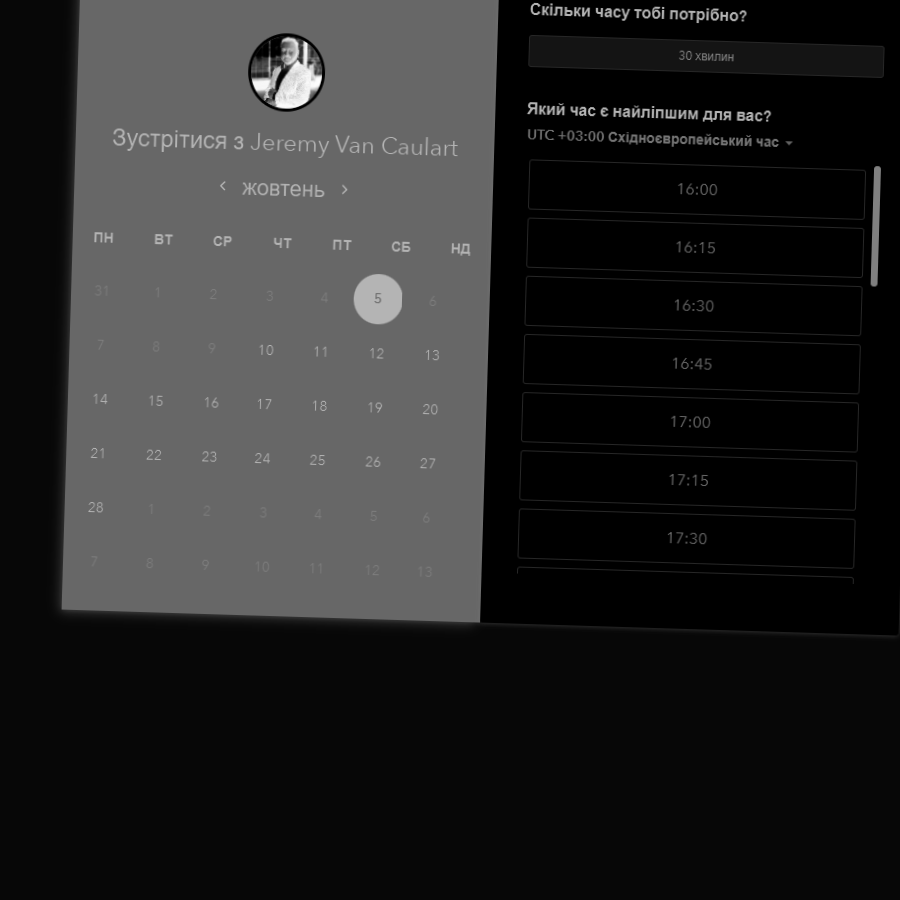 Зустрітися з Jeremy Van Caulart
жовтень
ПН ВТ СР ЧТ ПТ СБ НД
31 1 2 3 4 5 6
7 8 9 10 11 12 13
14 15 16 17 18 19 20
21 22 23 24 25 26 27
28 1 2 3 4 5 6
7 8 9 10 11 12 13
Скільки часу тобі потрібно?
30 хвилин
Який час є найліпшим для вас?
UTC +03:00 Східноєвропейський час
16:00
16:15
16:30
16:45
17:00
17:15
17:30